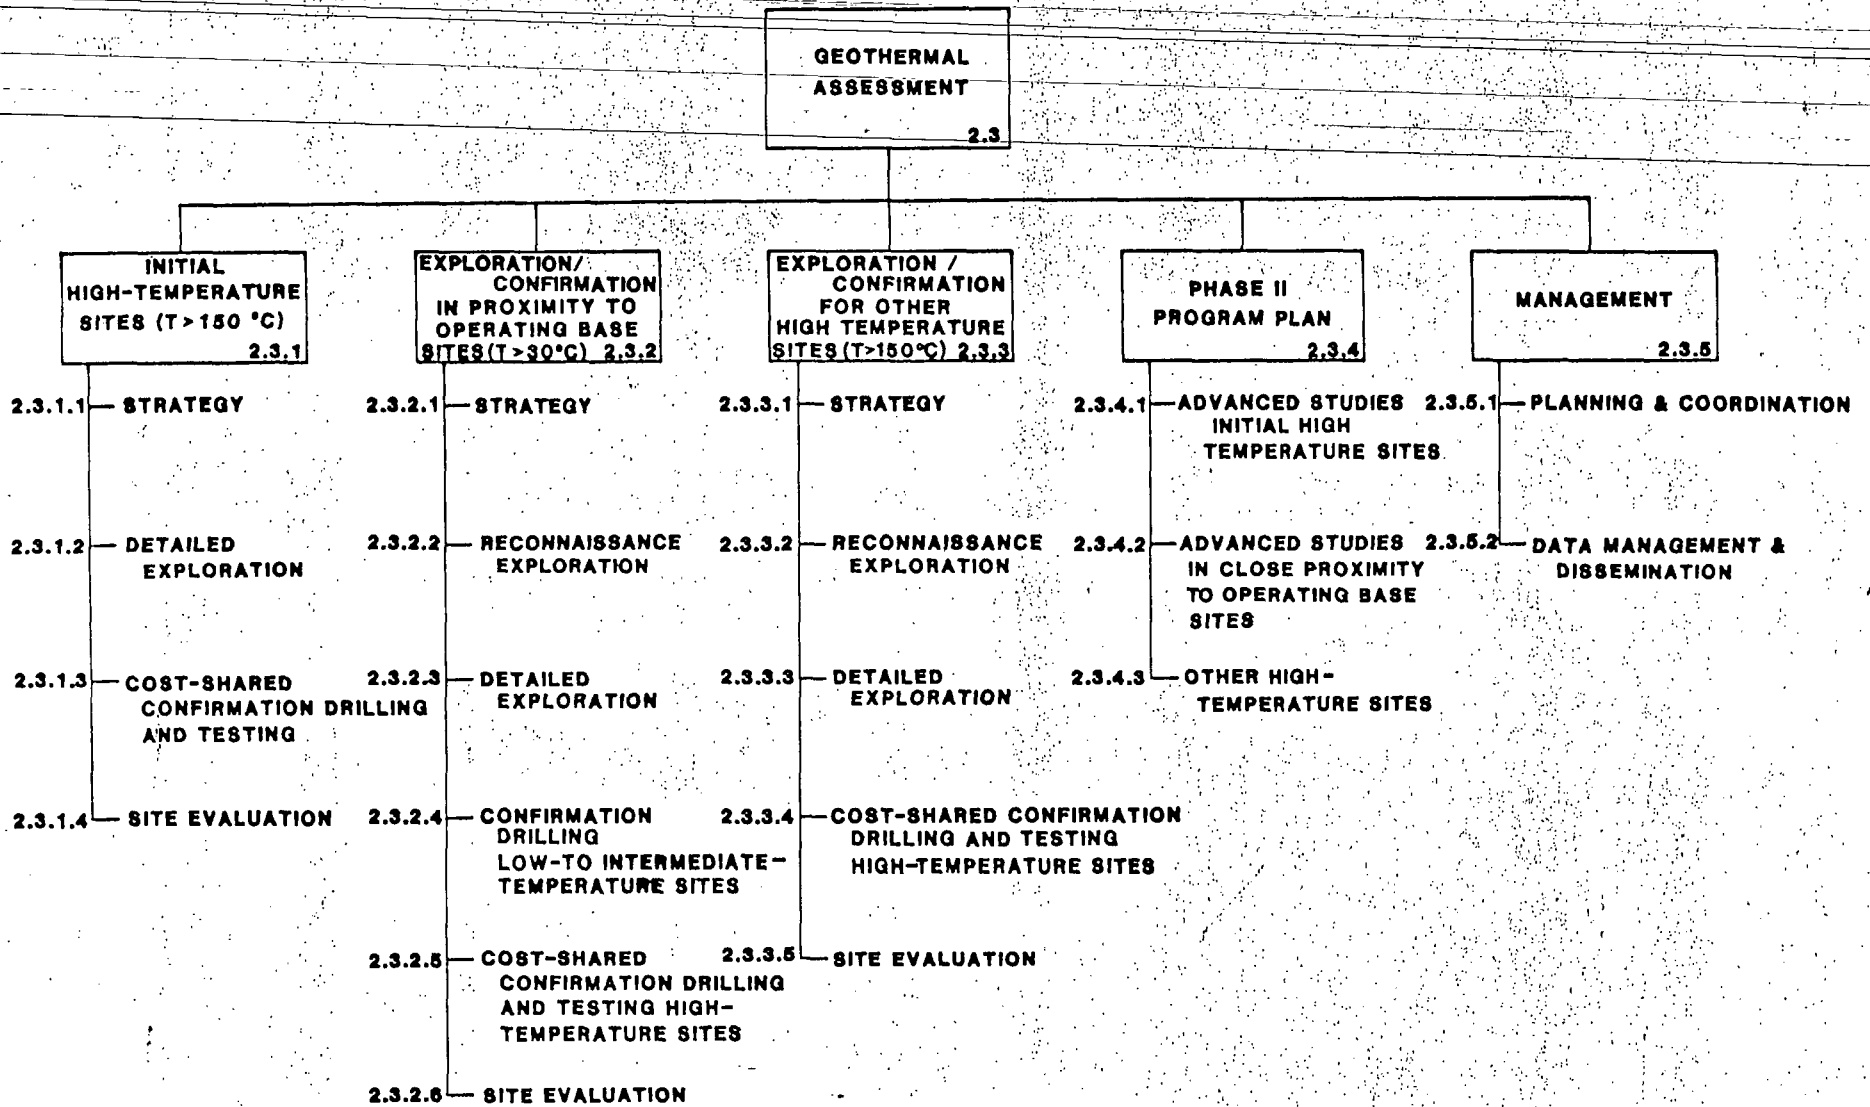 GEOTHERMAL
ASSESSMENT
2.3
INITIAL
HIGH-TEMPERATURE
SITES (T>150 °C)
2.3.1
EXPLORATION/
CONFIRMATION
IN PROXIMITY TO
OPERATING BASE
SITES(T>30°C) 2.3.2
EXPLORATION /
CONFIRMATION
FOR OTHER
HIGH TEMPERATURE
SITES(T>150°C) 2.3.3
PHASE II
PROGRAM PLAN
2.3.4
MANAGEMENT
2.3.5
2.3.1.1 STRATEGY
2.3.1.2 DETAILED
EXPLORATION
2.3.1.3 COST-SHARED
CONFIRMATION DRILLING
AND TESTING
2.3.1.4 SITE EVALUATION
2.3.2.1 STRATEGY
2.3.2.2 RECONNAISSANCE
EXPLORATION
2.3.2.3 DETAILED
EXPLORATION
2.3.2.4 CONFIRMATION
DRILLING
LOW-TO INTERMEDIATE-
TEMPERATURE SITES
2.3.2.5 COST-SHARED
CONFIRMATION DRILLING
AND TESTING HIGH-
TEMPERATURE SITES
2.3.2.6 SITE EVALUATION
2.3.3.1 STRATEGY
2.3.3.2 RECONNAISSANCE
EXPLORATION
2.3.3.3 DETAILED
EXPLORATION
2.3.3.4 COST-SHARED CONFIRMATION
DRILLING AND TESTING
HIGH-TEMPERATURE SITES
2.3.3.5 SITE EVALUATION
2.3.4.1 ADVANCED STUDIES
INITIAL HIGH
TEMPERATURE SITES
2.3.4.2 ADVANCED STUDIES
IN CLOSE PROXIMITY
TO OPERATING BASE
SITES
2.3.4.3 OTHER HIGH-
TEMPERATURE SITES
2.3.5.1 PLANNING & COORDINATION
2.3.5.2 DATA MANAGEMENT &
DISSEMINATION